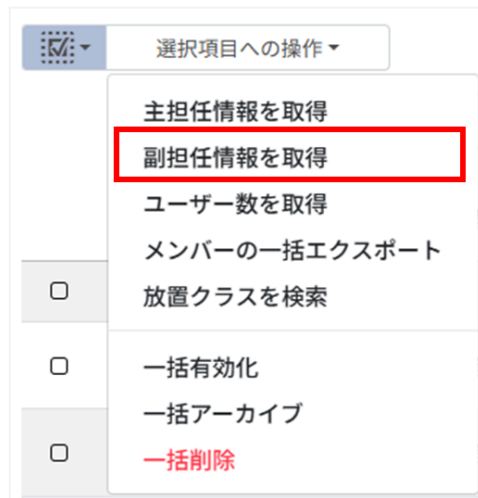 選択項目への操作
主担任情報を取得
副担任情報を取得
ユーザー数を取得
メンバーの一括エクスポート
放置クラスを検索
一括有効化
一括アーカイブ
一括削除